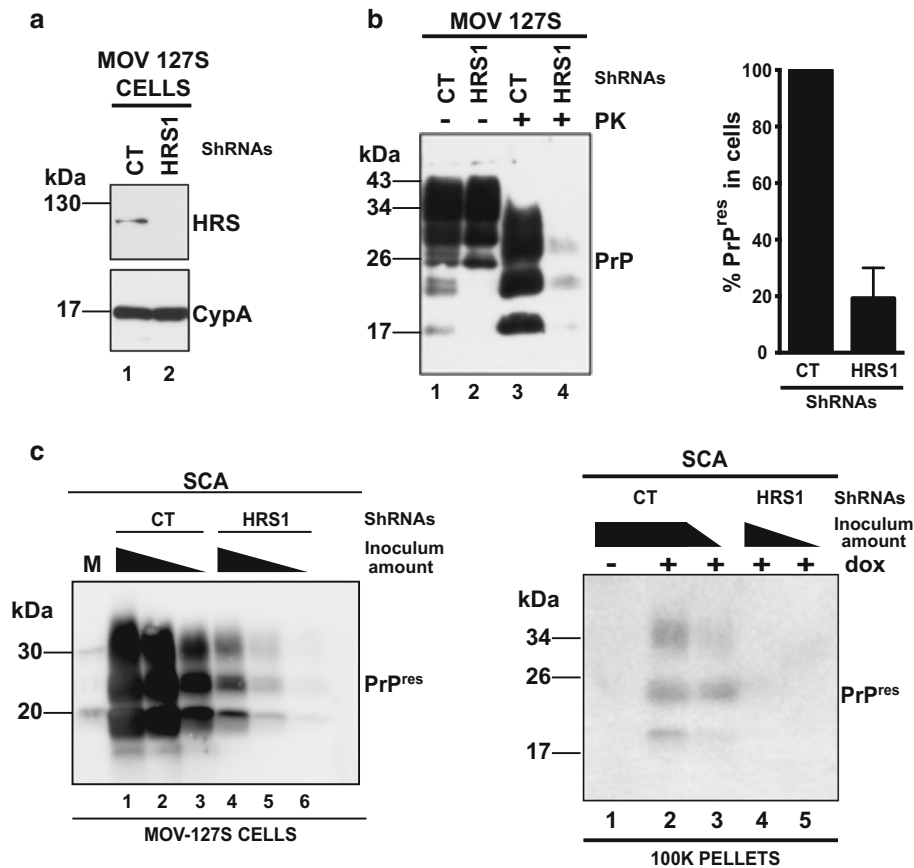 a
MOV 127S
CELLS
CT
HRS1
ShRNAs
kDa
130
HRS
17
CypA
1 2
b
MOV 127S
CT HRS1 CT HRS1
ShRNAs
- - + + PK
kDa
43
34
26
17
PrP
1 2 3 4
% PrPres in cells
100
80
60
40
20
0
CT HRS1
ShRNAs
c
SCA
CT HRS1 ShRNAs
Inoculum
amount
M
kDa
30
20
PrPres
1 2 3 4 5 6
MOV-127S CELLS
SCA
CT HRS1 ShRNAs
Inoculum
amount
- + + + + dox
kDa
34
26
17
PrPres
1 2 3 4 5
100K PELLETS